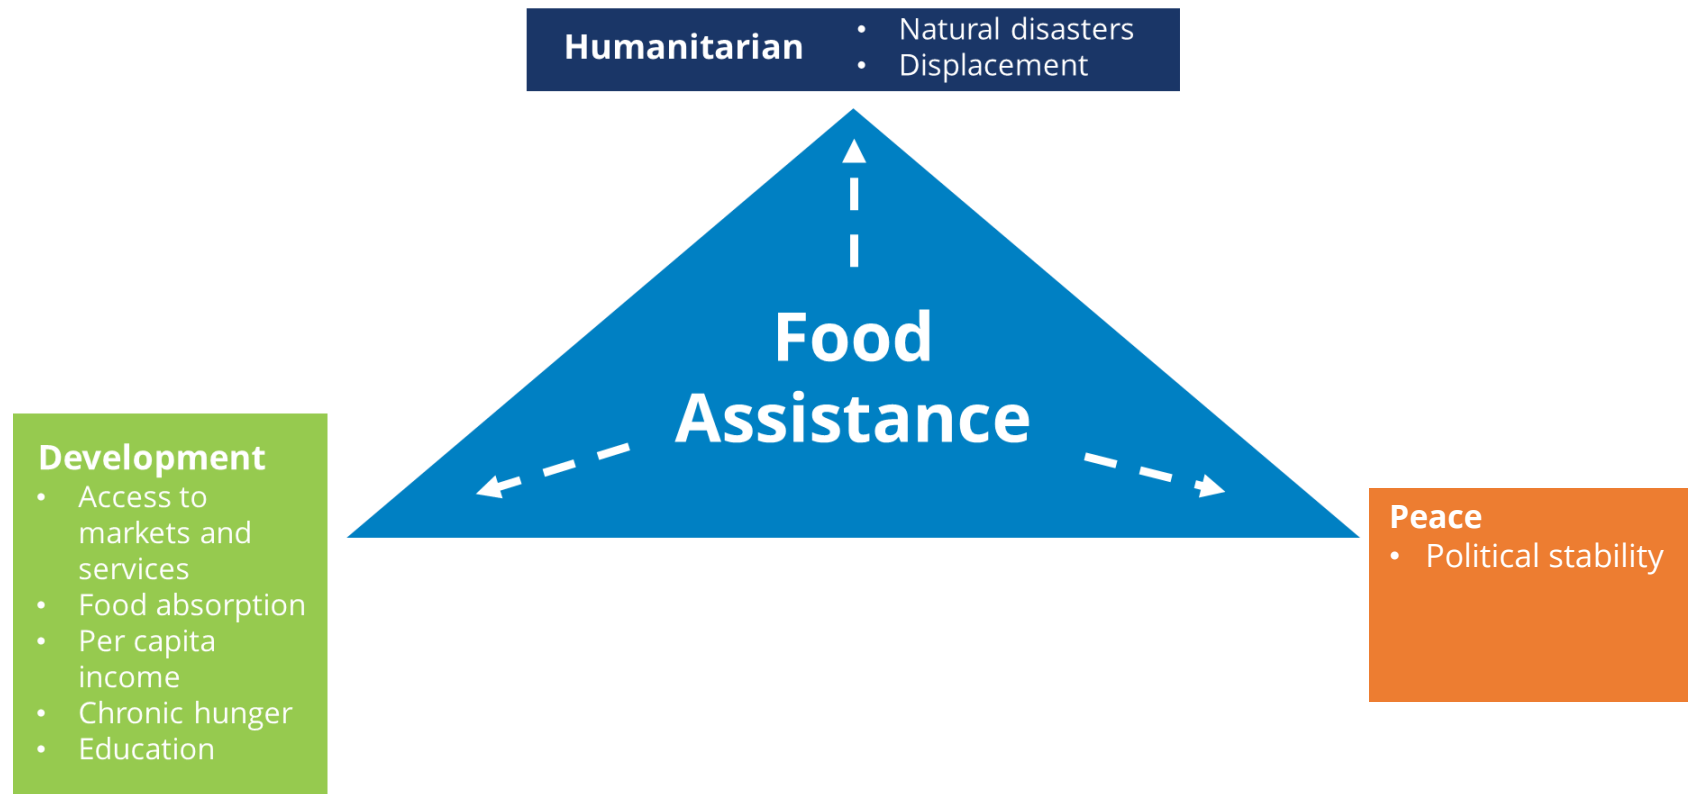 Humanitarian
• Natural disasters
• Displacement
Food
Assistance
Development
• Access to
markets and
services
• Food absorption
• Per capita
income
• Chronic hunger
• Education
Peace
• Political stability